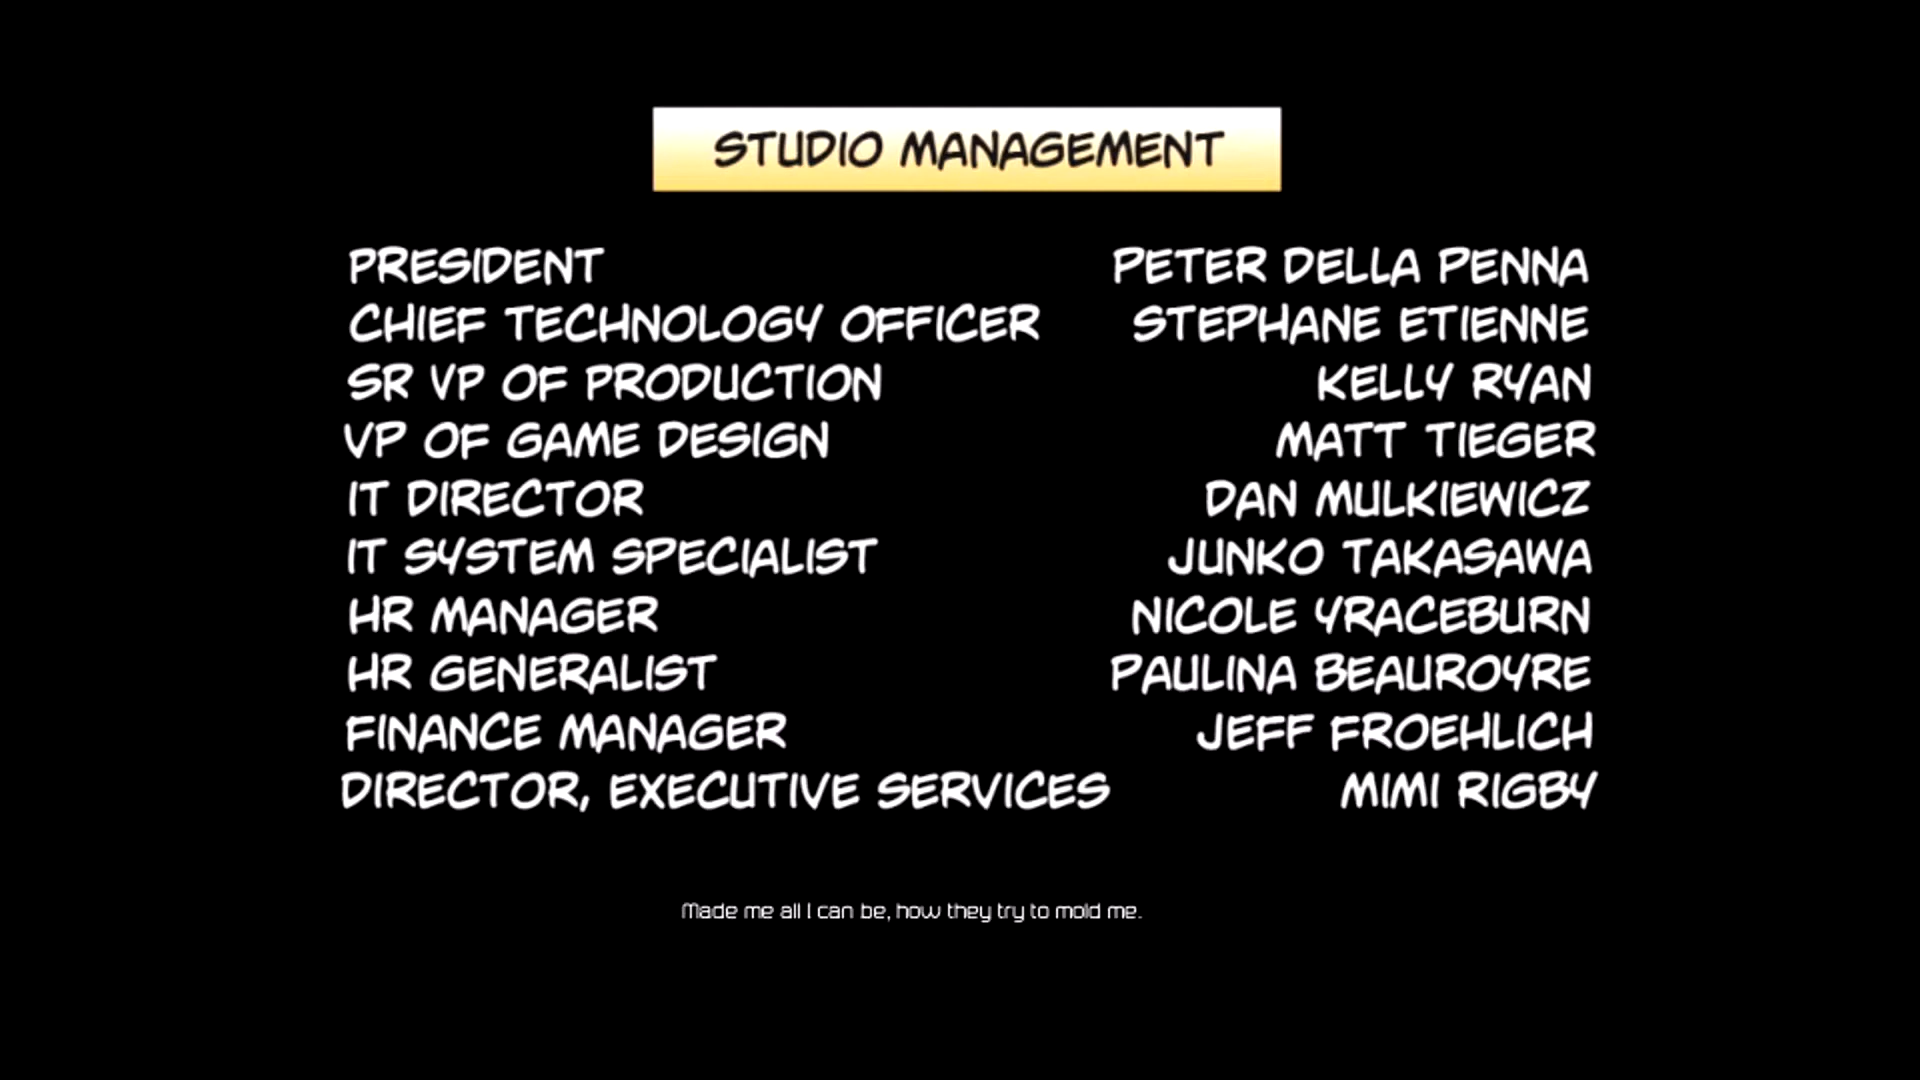 STUDIO MANAGEMENT
PRESIDENT PETER DELLA PENNA
CHIEF TECHNOLOGY OFFICER STEPHANE ETIENNE
SR VP OF PRODUCTION KELLY RYAN
VP OF GAME DESIGN MATT TIEGER
IT DIRECTOR DAN MULKIEWICZ
IT SYSTEM SPECIALIST JUNKO TAKASAWA
HR MANAGER NICOLE YRACEBURN
HR GENERALIST PAULINA BEAUROYRE
FINANCE MANAGER JEFF FROEHLICH
DIRECTOR, EXECUTIVE SERVICES MIMI RIGBY
Made me all I can be, how they try to mold me.